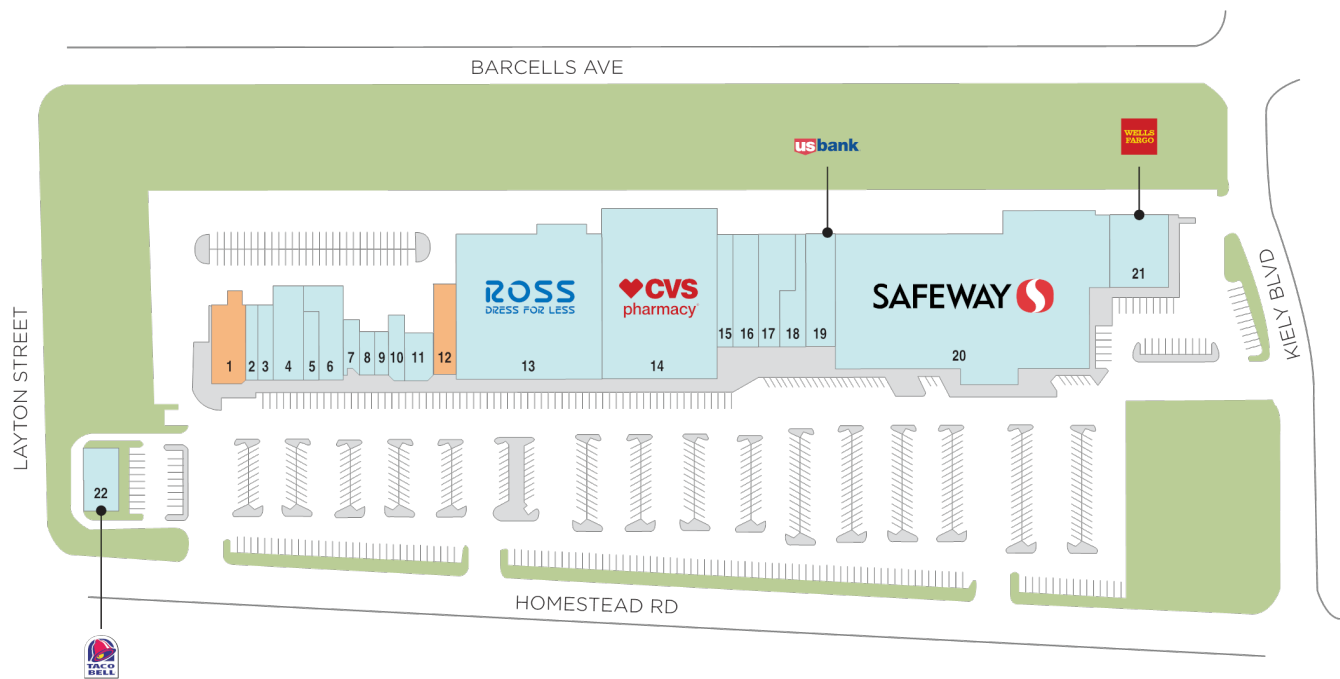 BARCELLS AVE
WELLS
FARGO
usbank
LAYTON STREET
KIELY BLVD
21
ROSS
DRESS FOR LESS
CVS
pharmacy
SAFEWAY
15 16 17 18 19
1 2 3 4 5 6 7 8 9 10 11 12 13 14 20
22
HOMESTEAD RD
TACO
BELL